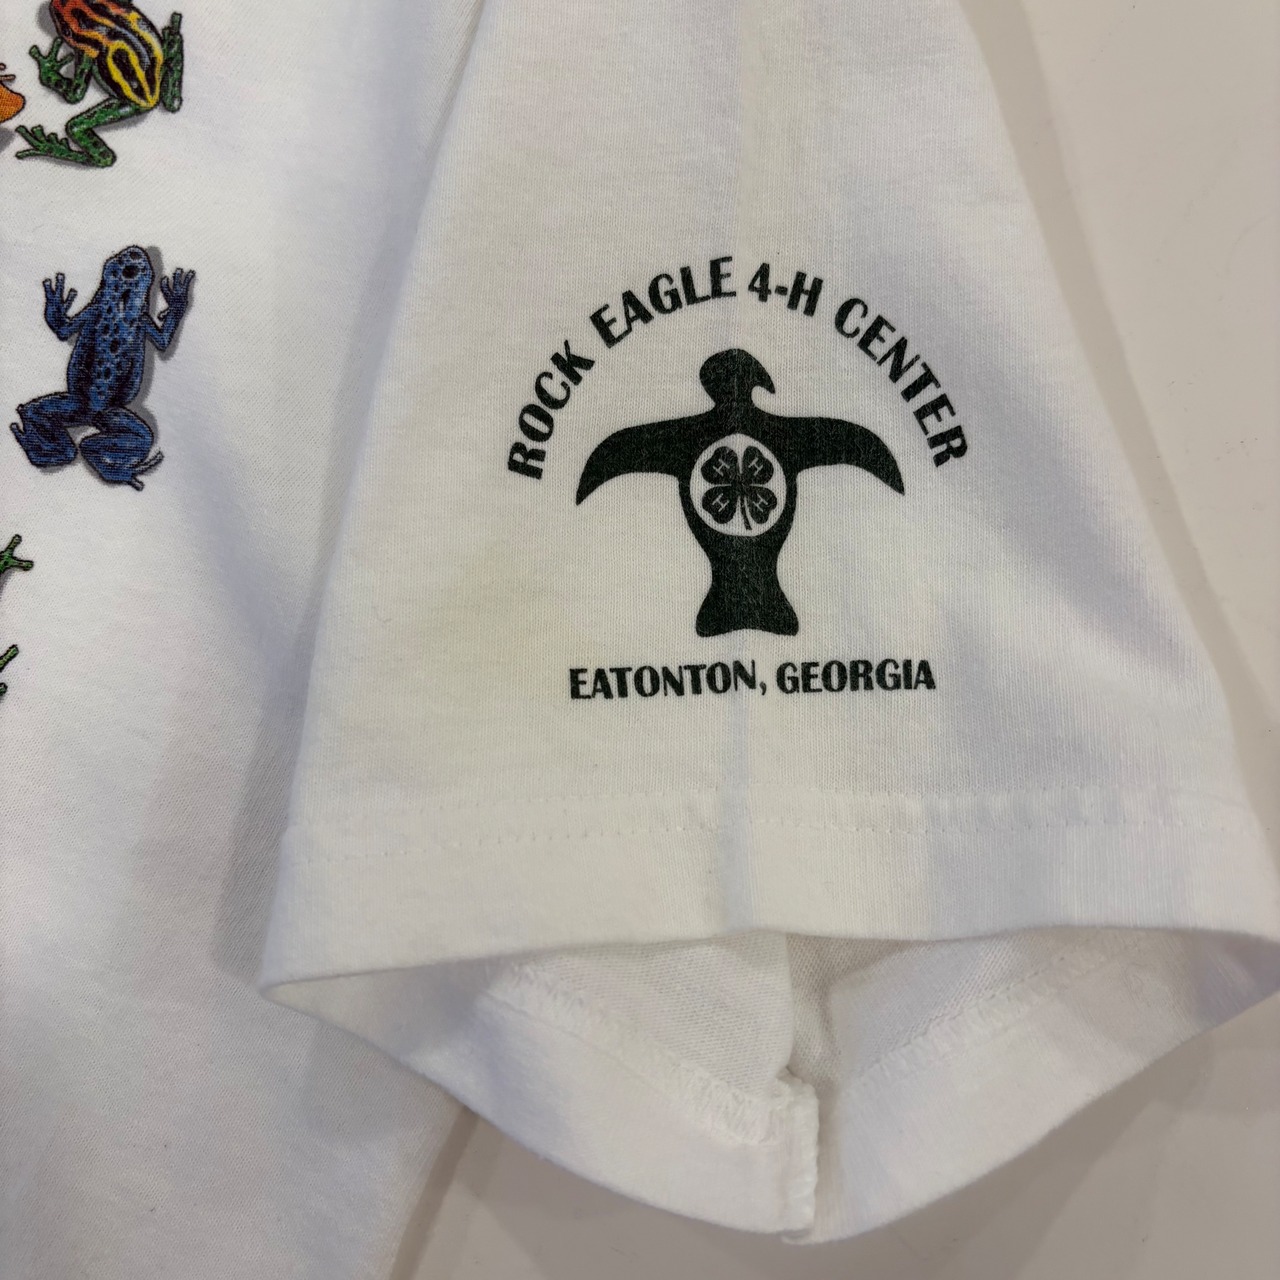 ROCK EAGLE 4-H CENTER
H H
H H
EATONTON, GEORGIA